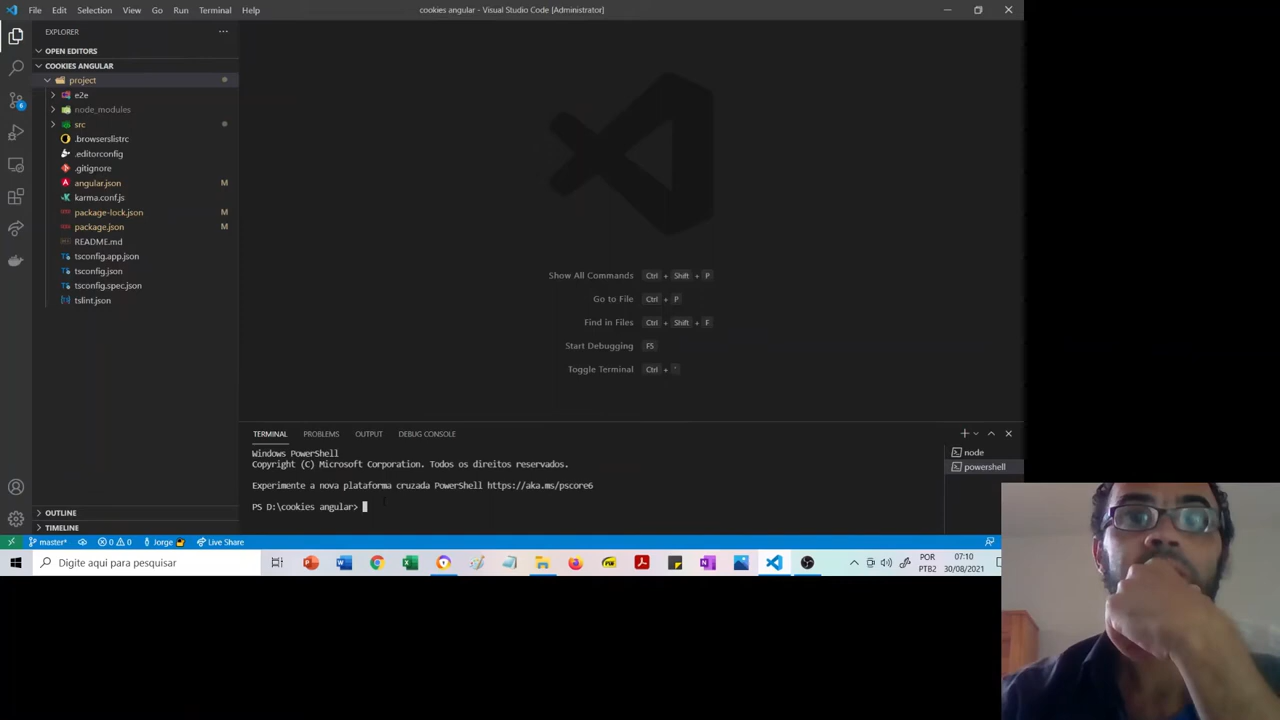 File Edit Selection View Go Run Terminal Help
cookies angular - Visual Studio Code [Administrator]
EXPLORER
OPEN EDITORS
COOKIES ANGULAR
project
e2e
node_modules
src
.browserslistrc
.editorconfig
.gitignore
angular.json M
karma.conf.js
package-lock.json M
package.json M
README.md
tsconfig.app.json
tsconfig.json
tsconfig.spec.json
tslint.json
OUTLINE
TIMELINE
6
Show All Commands Ctrl + Shift + P
Go to File Ctrl + P
Find in Files Ctrl + Shift + F
Start Debugging F5
Toggle Terminal Ctrl + '
TERMINAL PROBLEMS OUTPUT DEBUG CONSOLE
Windows PowerShell
Copyright (C) Microsoft Corporation. Todos os direitos reservados.
Experimente a nova plataforma cruzada PowerShell https://aka.ms/pscore6
PS D:\cookies angular>
node
powershell
master* 0 0 Jorge Live Share
Digite aqui para pesquisar
POR
PTB2
07:10
30/08/2021